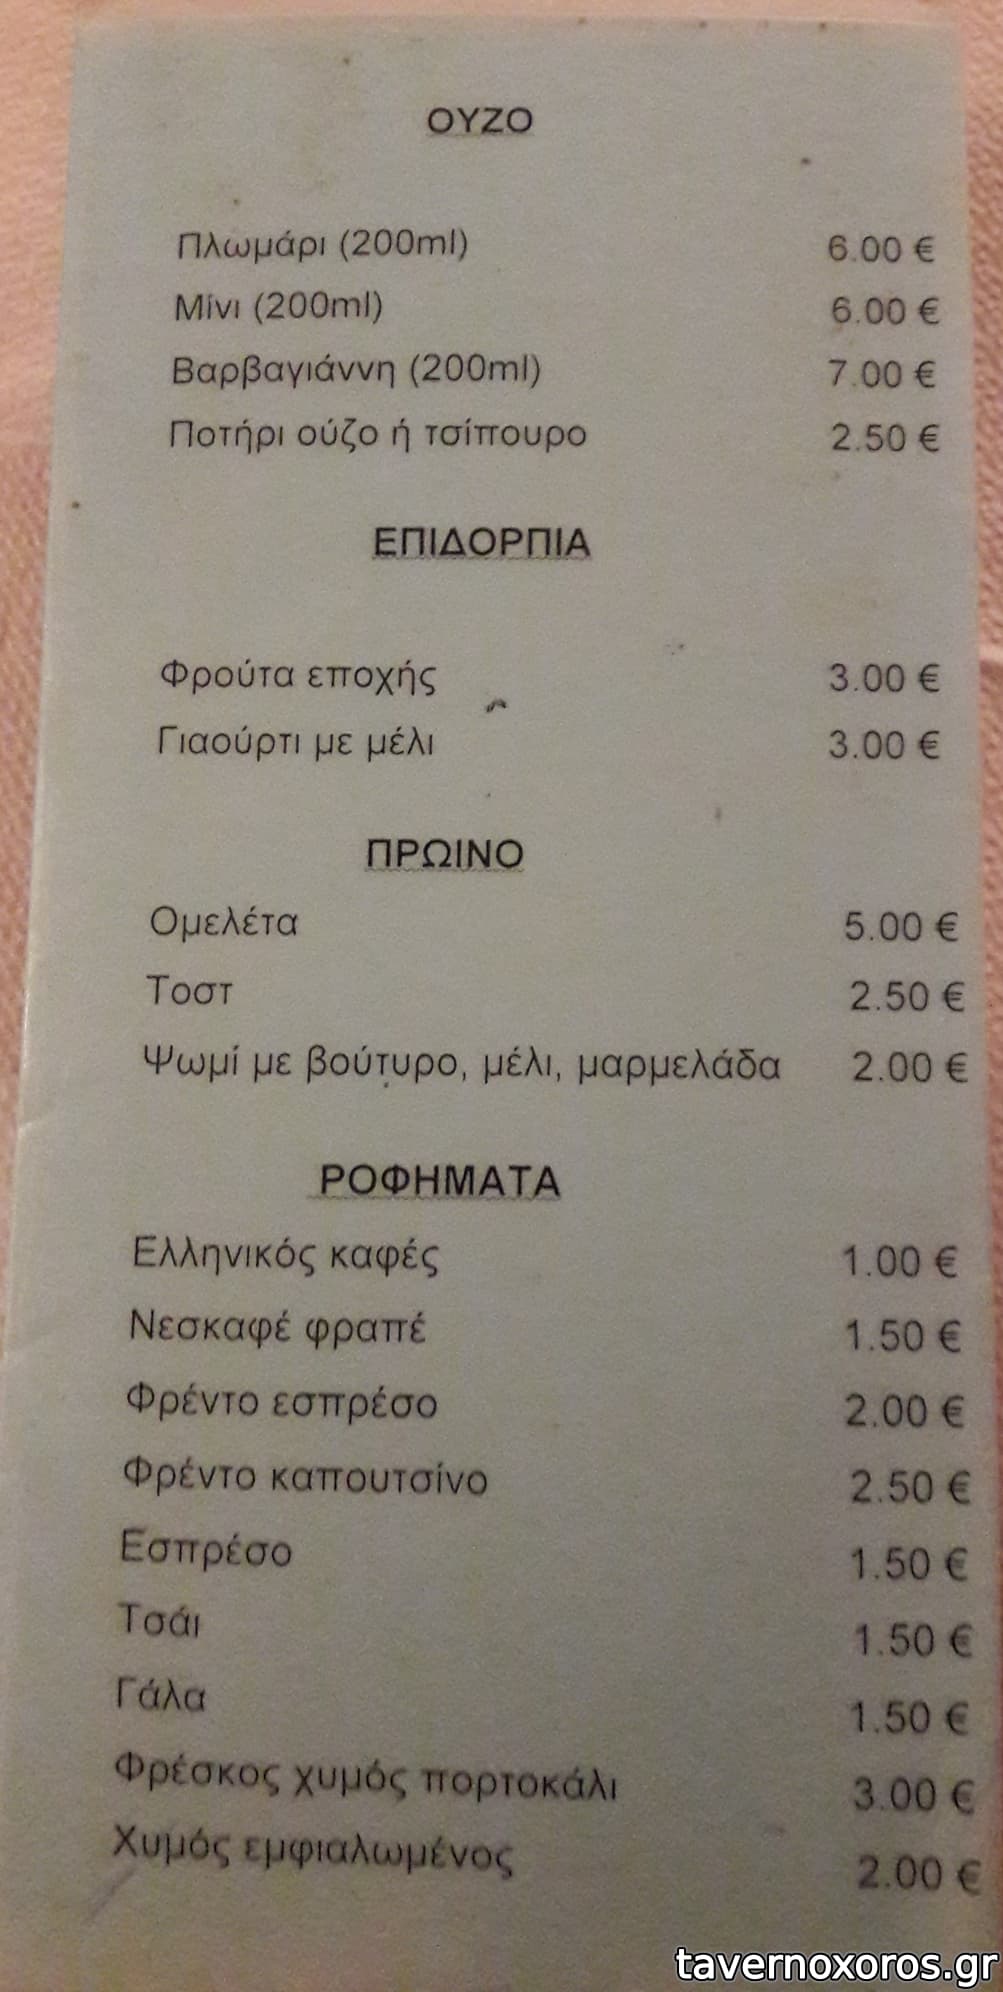 ΟΥΖΟ
Πλωμάρι (200ml) 6.00 €
Μίνι (200ml) 6.00 €
Βαρβαγιάννη (200ml) 7.00 €
Ποτήρι ούζο ή τσίπουρο 2.50 €
ΕΠΙΔΟΡΠΙΑ
Φρούτα εποχής 3.00 €
Γιαούρτι με μέλι 3.00 €
ΠΡΩΙΝΟ
Ομελέτα 5.00 €
Τοστ 2.50 €
Ψωμί με βούτυρο, μέλι, μαρμελάδα 2.00 €
ΡΟΦΗΜΑΤΑ
Ελληνικός καφές 1.00 €
Νεσκαφέ φραπέ 1.50 €
Φρέντο εσπρέσο 2.00 €
Φρέντο καπουτσίνο 2.50 €
Εσπρέσο 1.50 €
Τσάι 1.50 €
Γάλα 1.50 €
Φρέσκος χυμός πορτοκάλι 3.00 €
Χυμός εμφιαλωμένος 2.00 €
tavernoxoros.gr